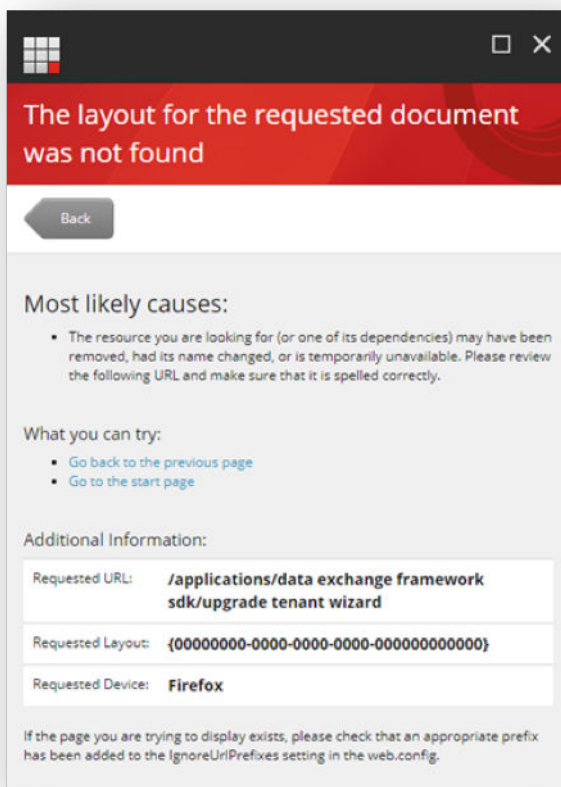 The layout for the requested document
was not found
Back
Most likely causes:
The resource you are looking for (or one of its dependencies) may have been
removed, had its name changed, or is temporarily unavailable. Please review
the following URL and make sure that it is spelled correctly.
What you can try:
Go back to the previous page
Go to the start page
Additional Information:
Requested URL: /applications/data exchange framework
sdk/upgrade tenant wizard
Requested Layout: {00000000-0000-0000-0000-000000000000}
Requested Device: Firefox
If the page you are trying to display exists, please check that an appropriate prefix
has been added to the IgnoreUrlPrefixes setting in the web.config.